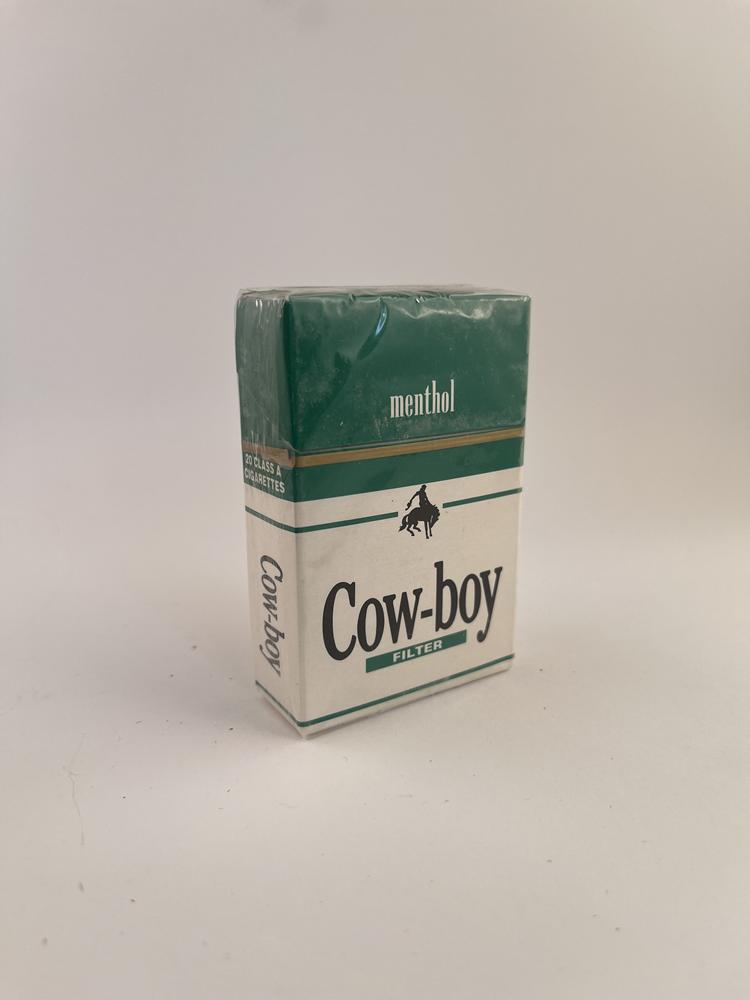 menthol
20 CLASS A
CIGARETTES
Cow-boy
FILTER
Cow-boy